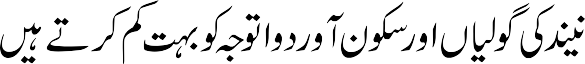 نیند کی گولیاں اور سکون آور دوا توجہ کو بہت کم کرتے ہیں